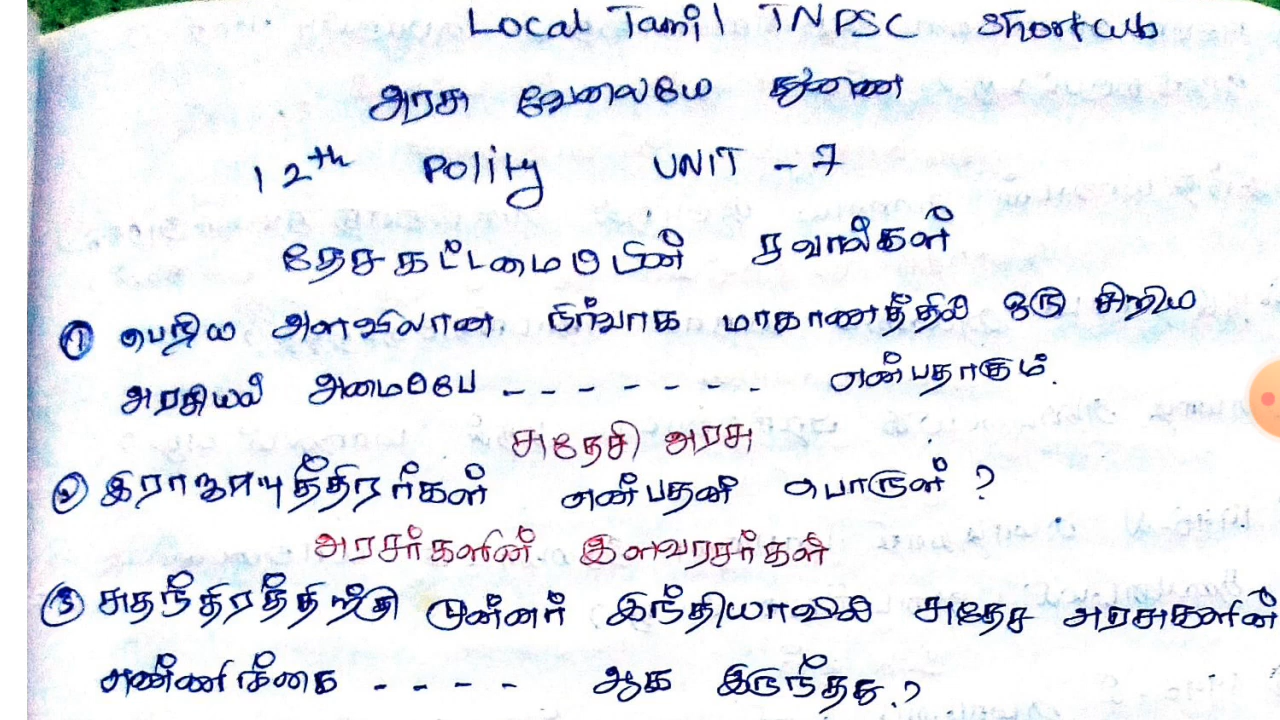 Local Tamil TNPSC Shortcuts
அரசு வேலையே துணை
12th Polity UNIT - 7
தேச கட்டமைப்பின் சவால்கள்
① பெரிய அளவிலான நிர்வாக மாகாணத்தில் ஒரு சிறிய
அரசியல் அமைப்பே - - - - - - - - என்பதாகும்.
சுதேசி அரசு
② இராஜபுத்திரர்கள் என்பதன் பொருள் ?
அரசர்களின் இளவரசர்கள்
③ சுதந்திரத்திற்கு முன்னர் இந்தியாவில் சுதேச அரசுகளின்
எண்ணிக்கை - - - - ஆக இருந்தது.?